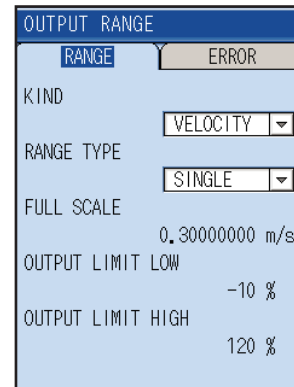 OUTPUT RANGE
RANGE ERROR
KIND
VELOCITY
RANGE TYPE
SINGLE
FULL SCALE
0.30000000 m/s
OUTPUT LIMIT LOW
-10 %
OUTPUT LIMIT HIGH
120 %